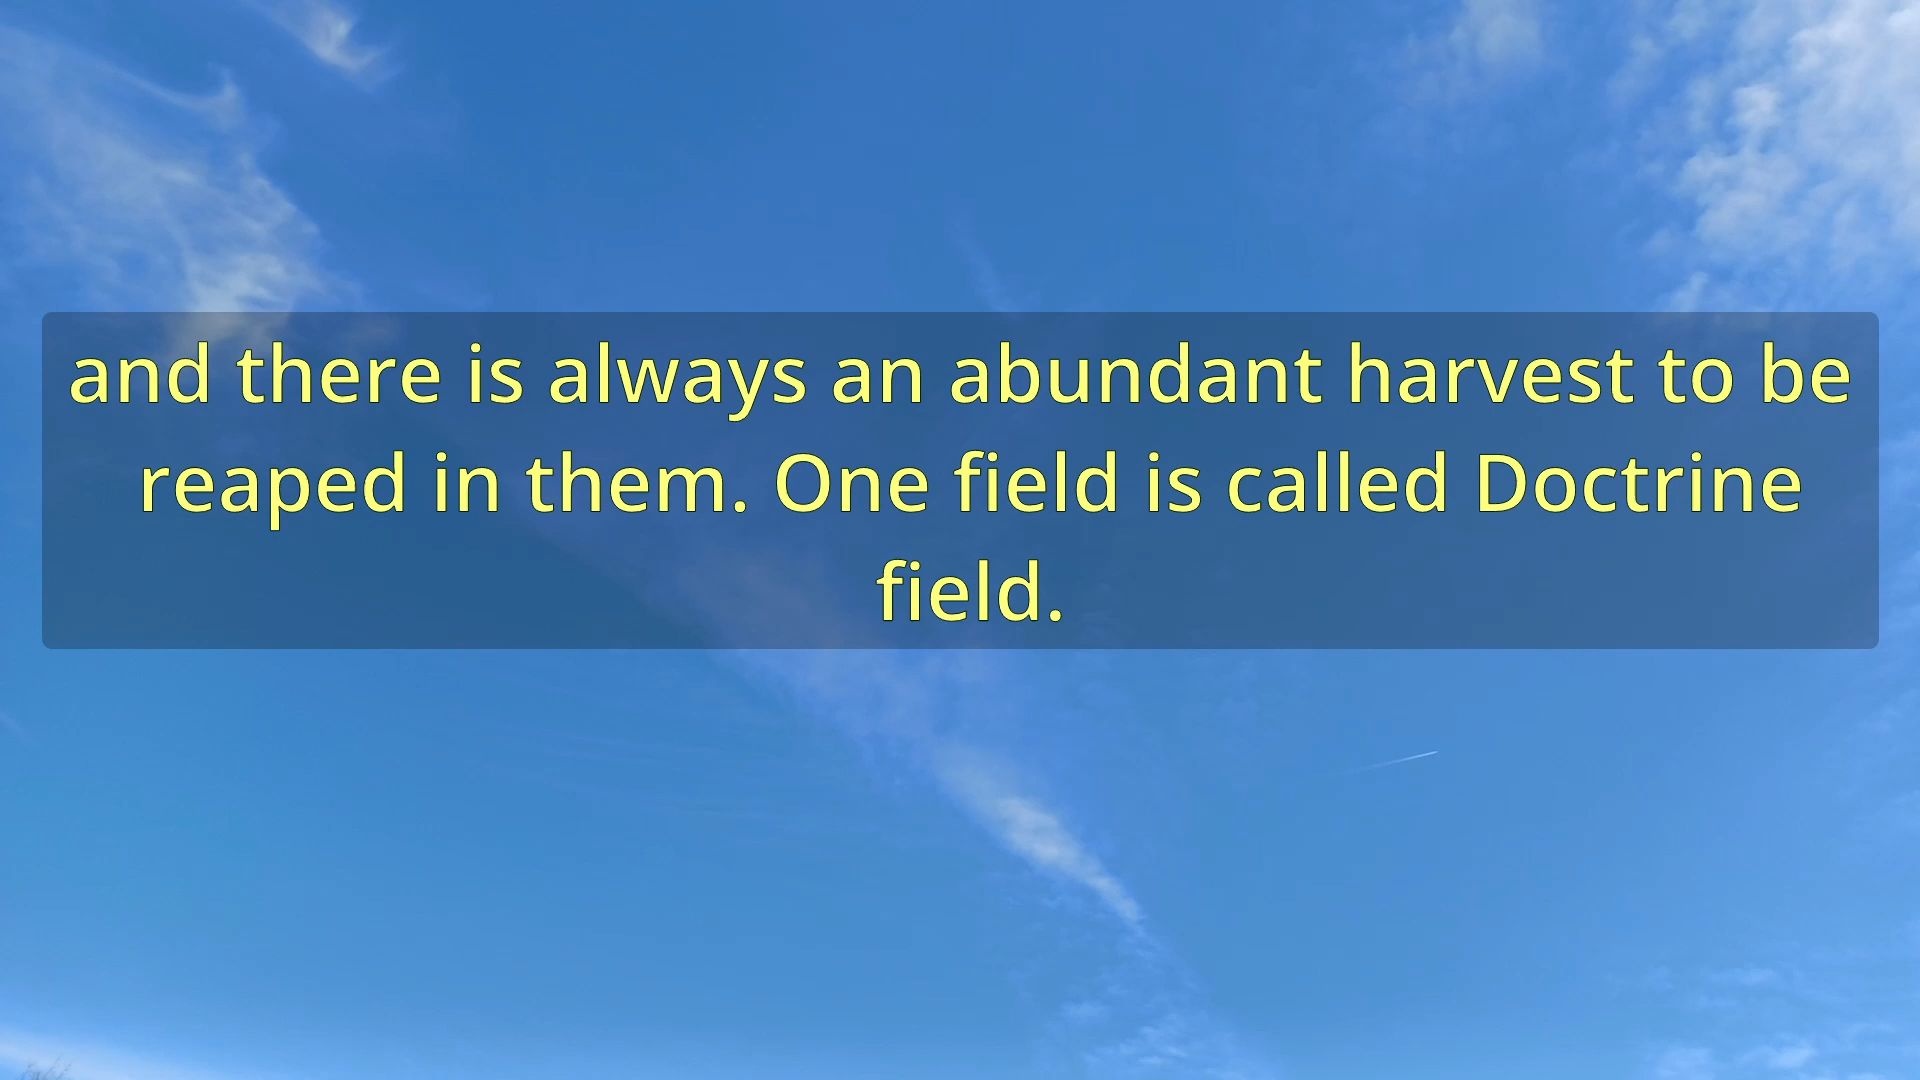 and there is always an abundant harvest to be
reaped in them. One field is called Doctrine
field.